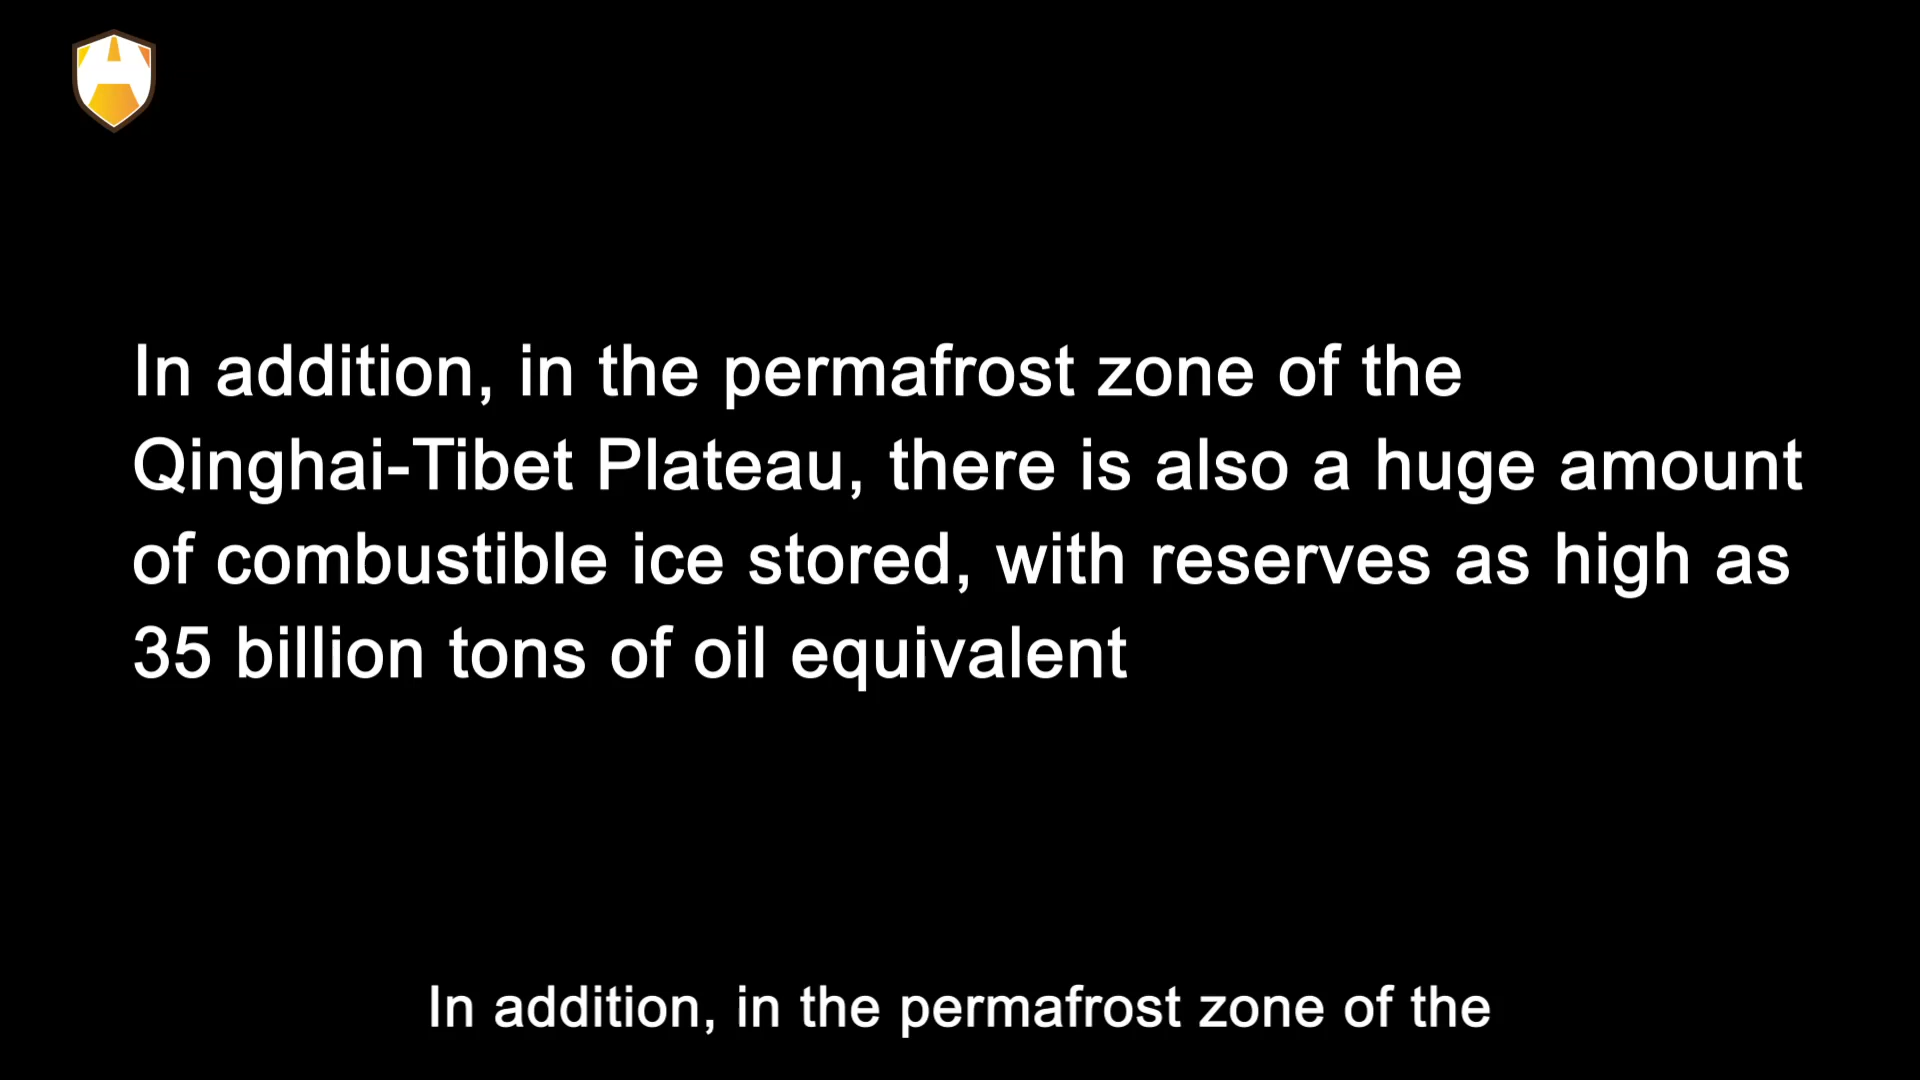 In addition, in the permafrost zone of the
Qinghai-Tibet Plateau, there is also a huge amount
of combustible ice stored, with reserves as high as
35 billion tons of oil equivalent
In addition, in the permafrost zone of the